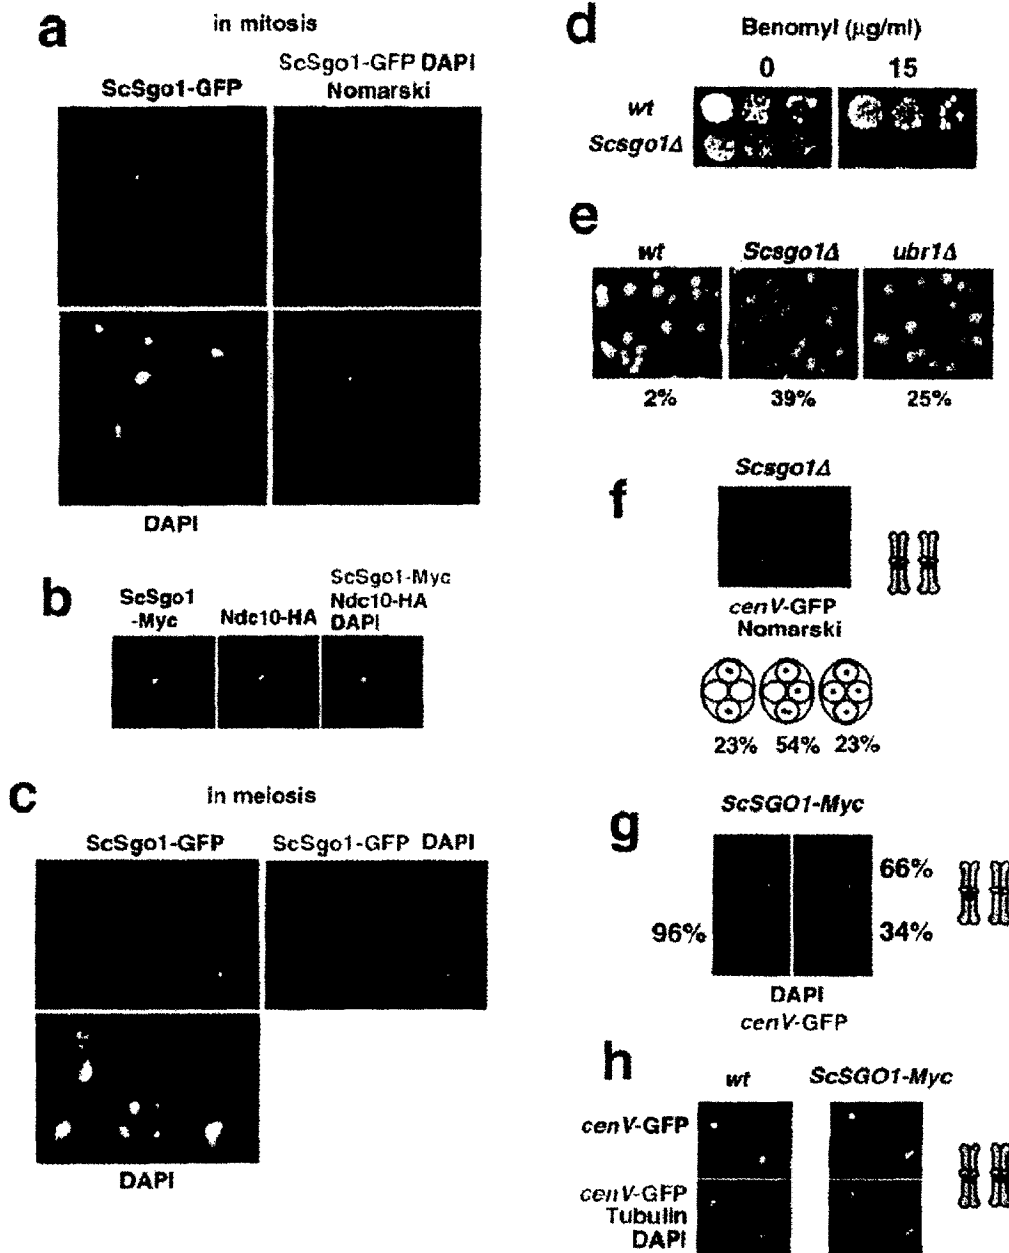 a
in mitosis
ScSgo1-GFP
ScSgo1-GFP DAPI
Nomarski
DAPI
b
ScSgo1
-Myc
Ndc10-HA
ScSgo1-Myc
Ndc10-HA
DAPI
c
in meiosis
ScSgo1-GFP
ScSgo1-GFP DAPI
DAPI
d
Benomyl (µg/ml)
0 15
wt
Scsgo1Δ
e
wt Scsgo1Δ ubr1Δ
2% 39% 25%
f
Scsgo1Δ
cenV-GFP
Nomarski
23% 54% 23%
g
ScSGO1-Myc
66%
96% 34%
DAPI
cenV-GFP
h
wt ScSGO1-Myc
cenV-GFP
cenV-GFP
Tubulin
DAPI